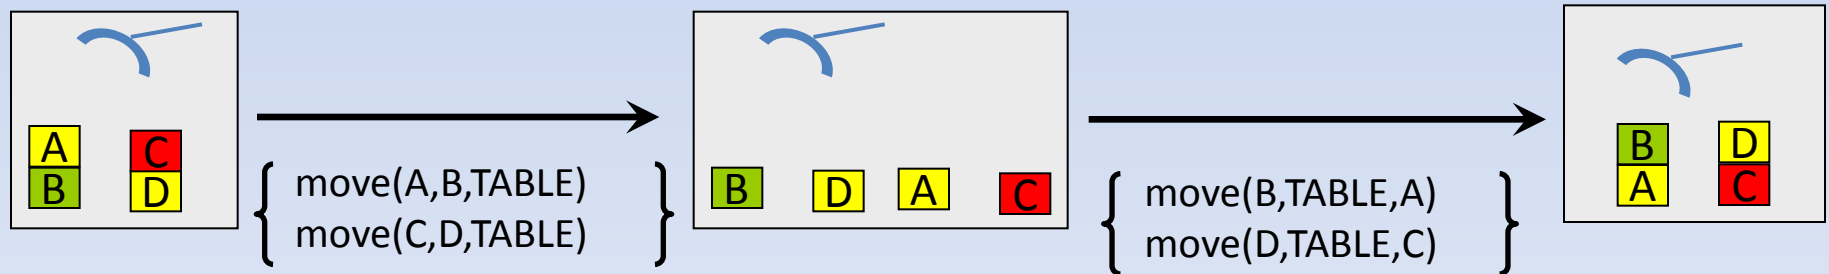 A
B
C
D
{ move(A,B,TABLE) }
move(C,D,TABLE)
B D A C
{ move(B,TABLE,A) }
move(D,TABLE,C)
B
A
D
C